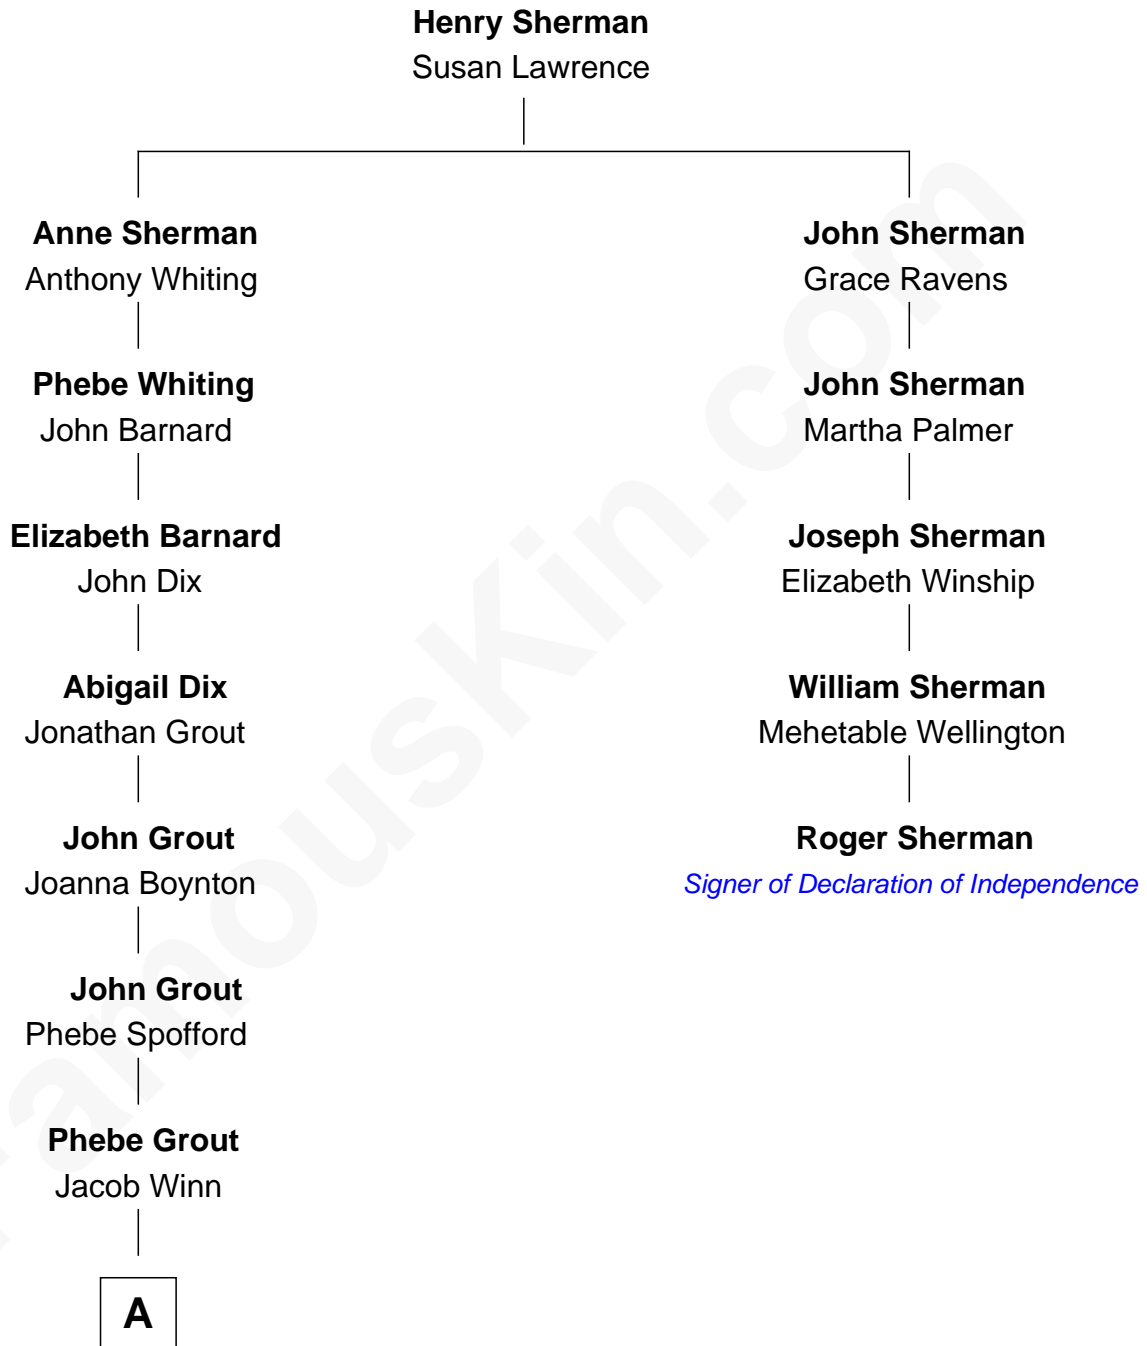 Henry Sherman
Susan Lawrence
Anne Sherman
Anthony Whiting
John Sherman
Grace Ravens
Phebe Whiting
John Barnard
John Sherman
Martha Palmer
Elizabeth Barnard
John Dix
Joseph Sherman
Elizabeth Winship
Abigail Dix
Jonathan Grout
William Sherman
Mehetable Wellington
John Grout
Joanna Boynton
Roger Sherman
Signer of Declaration of Independence
John Grout
Phebe Spofford
Phebe Grout
Jacob Winn
A
FamousKin.com